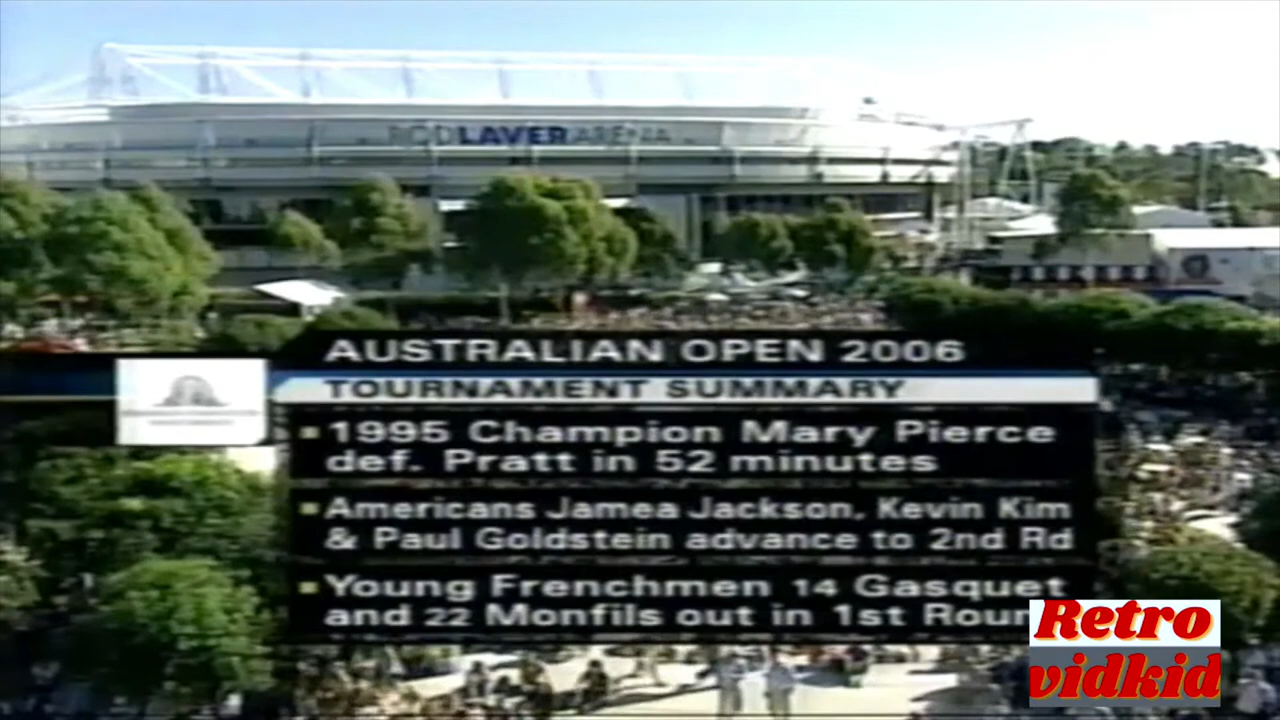 ROD LAVER ARENA
AUSTRALIAN OPEN 2006
TOURNAMENT SUMMARY
1995 Champion Mary Pierce
def. Pratt in 52 minutes
Americans Jamea Jackson, Kevin Kim
& Paul Goldstein advance to 2nd Rd
Young Frenchmen 14 Gasquet
and 22 Monfils out in 1st Roun
Retro
vidkid